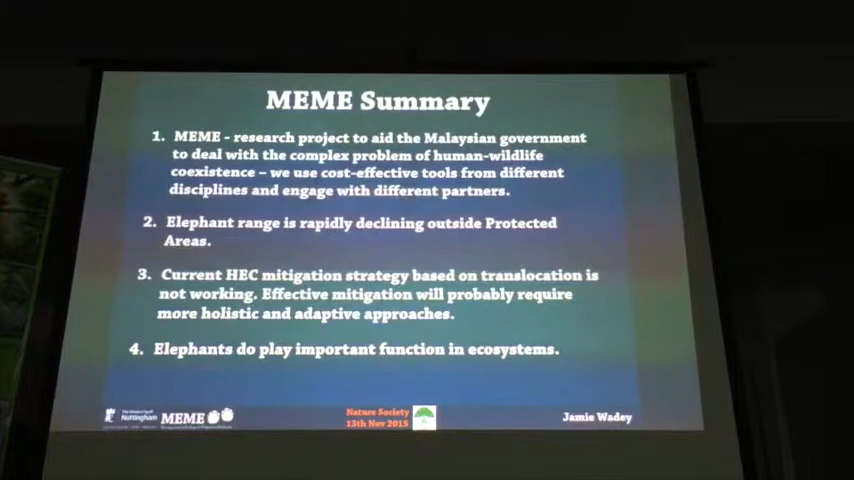 MEME Summary
1. MEME - research project to aid the Malaysian government
to deal with the complex problem of human-wildlife
coexistence – we use cost-effective tools from different
disciplines and engage with different partners.
2. Elephant range is rapidly declining outside Protected
Areas.
3. Current HEC mitigation strategy based on translocation is
not working. Effective mitigation will probably require
more holistic and adaptive approaches.
4. Elephants do play important function in ecosystems.
Nottingham
MEME
Nature Society
13th Nov 2015
Jamie Wadey